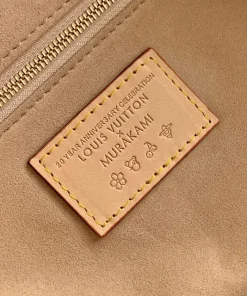 20 YEAR ANNIVERSARY CELEBRATION
LOUIS VUITTON
×
MURAKAMI